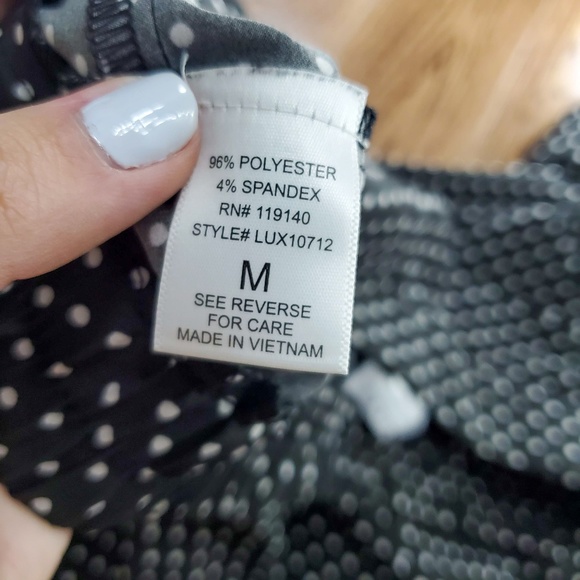 96% POLYESTER
4% SPANDEX
RN# 119140
STYLE# LUX10712
M
SEE REVERSE
FOR CARE
MADE IN VIETNAM